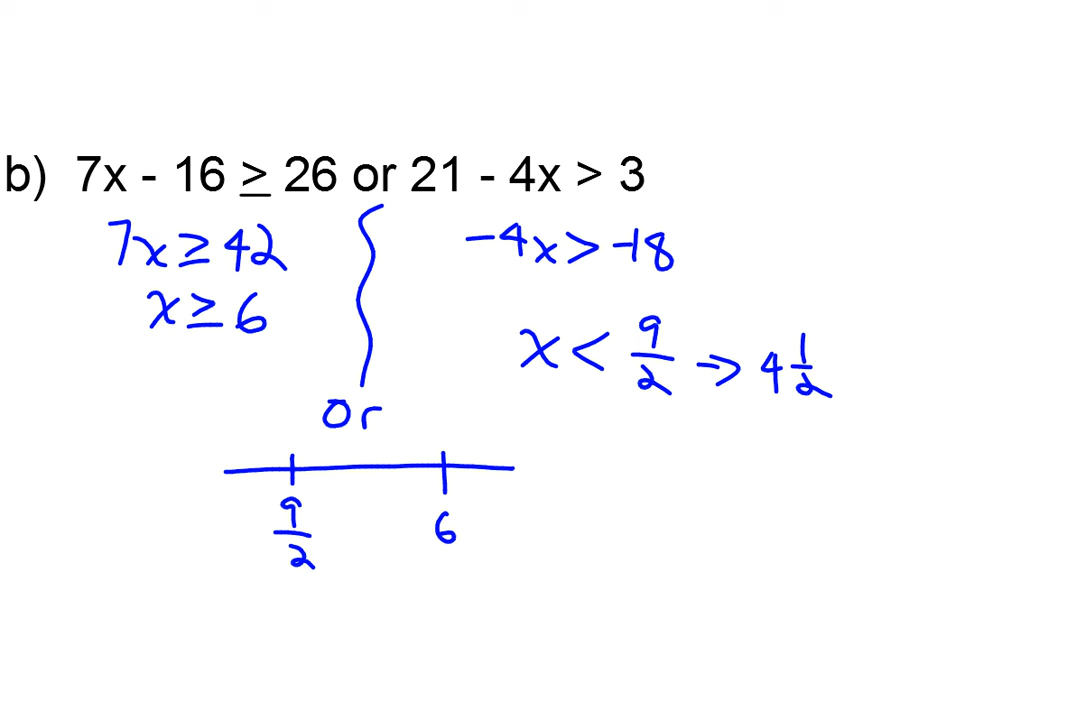 b) 7x - 16 ≥ 26 or 21 - 4x > 3
7x ≥ 42
-4x > -18
x ≥ 6
x < 9/2 → 4 1/2
or
9/2 6